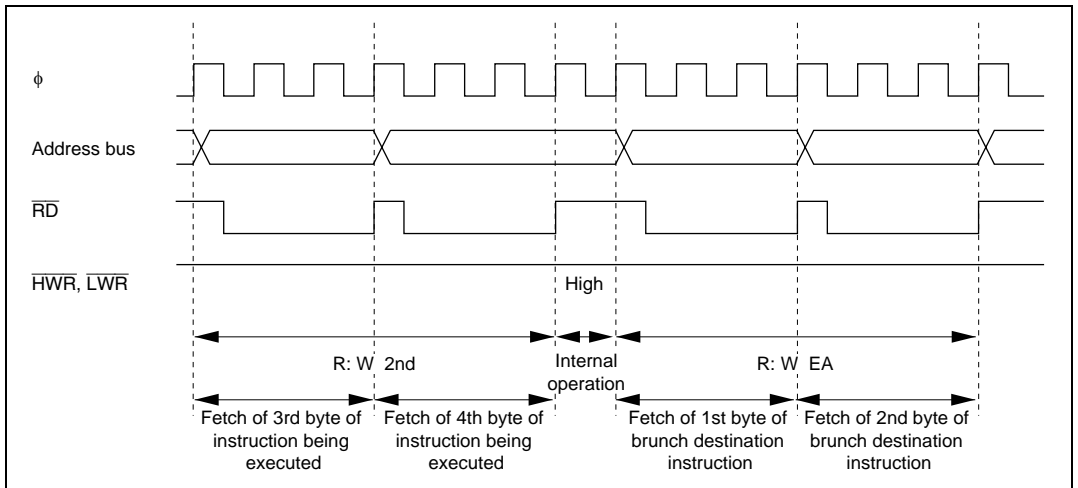 ϕ
Address bus
RD
HWR, LWR
High
R: W 2nd
Internal
operation
R: W EA
Fetch of 3rd byte of
instruction being
executed
Fetch of 4th byte of
instruction being
executed
Fetch of 1st byte of
brunch destination
instruction
Fetch of 2nd byte of
brunch destination
instruction